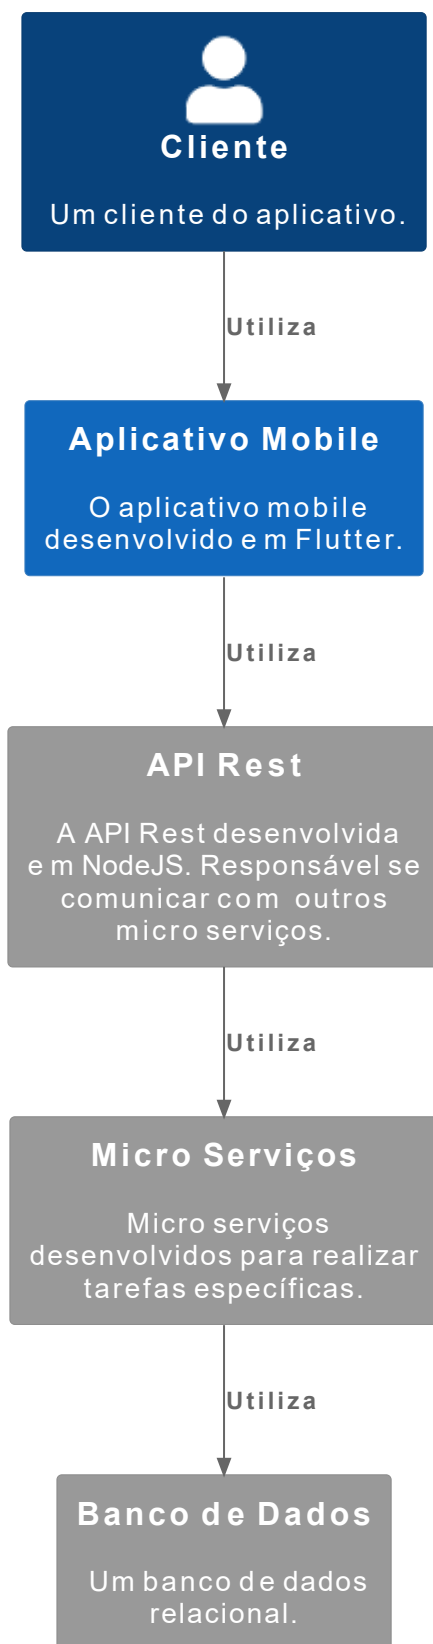 Cliente
Um cliente do aplicativo.
Utiliza
Aplicativo Mobile
O aplicativo mobile
desenvolvido em Flutter.
Utiliza
API Rest
A API Rest desenvolvida
em NodeJS. Responsável se
comunicar com outros
micro serviços.
Utiliza
Micro Serviços
Micro serviços
desenvolvidos para realizar
tarefas específicas.
Utiliza
Banco de Dados
Um banco de dados
relacional.